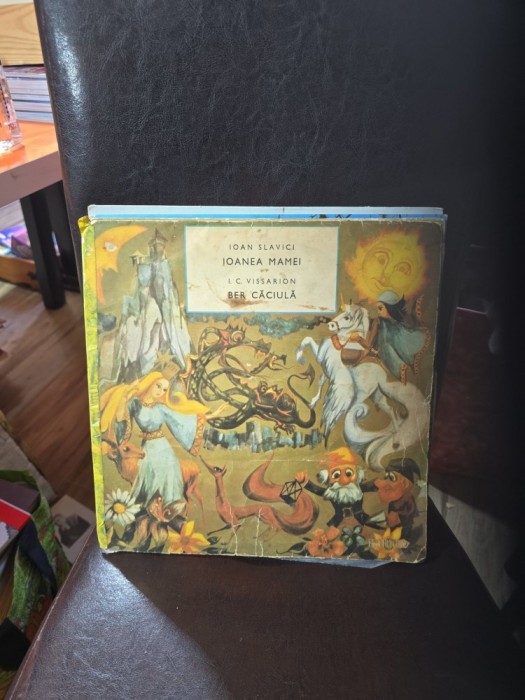 IOAN SLAVICI
IOANEA MAMEI
I. C. VISSARION
BER CĂCIULĂ